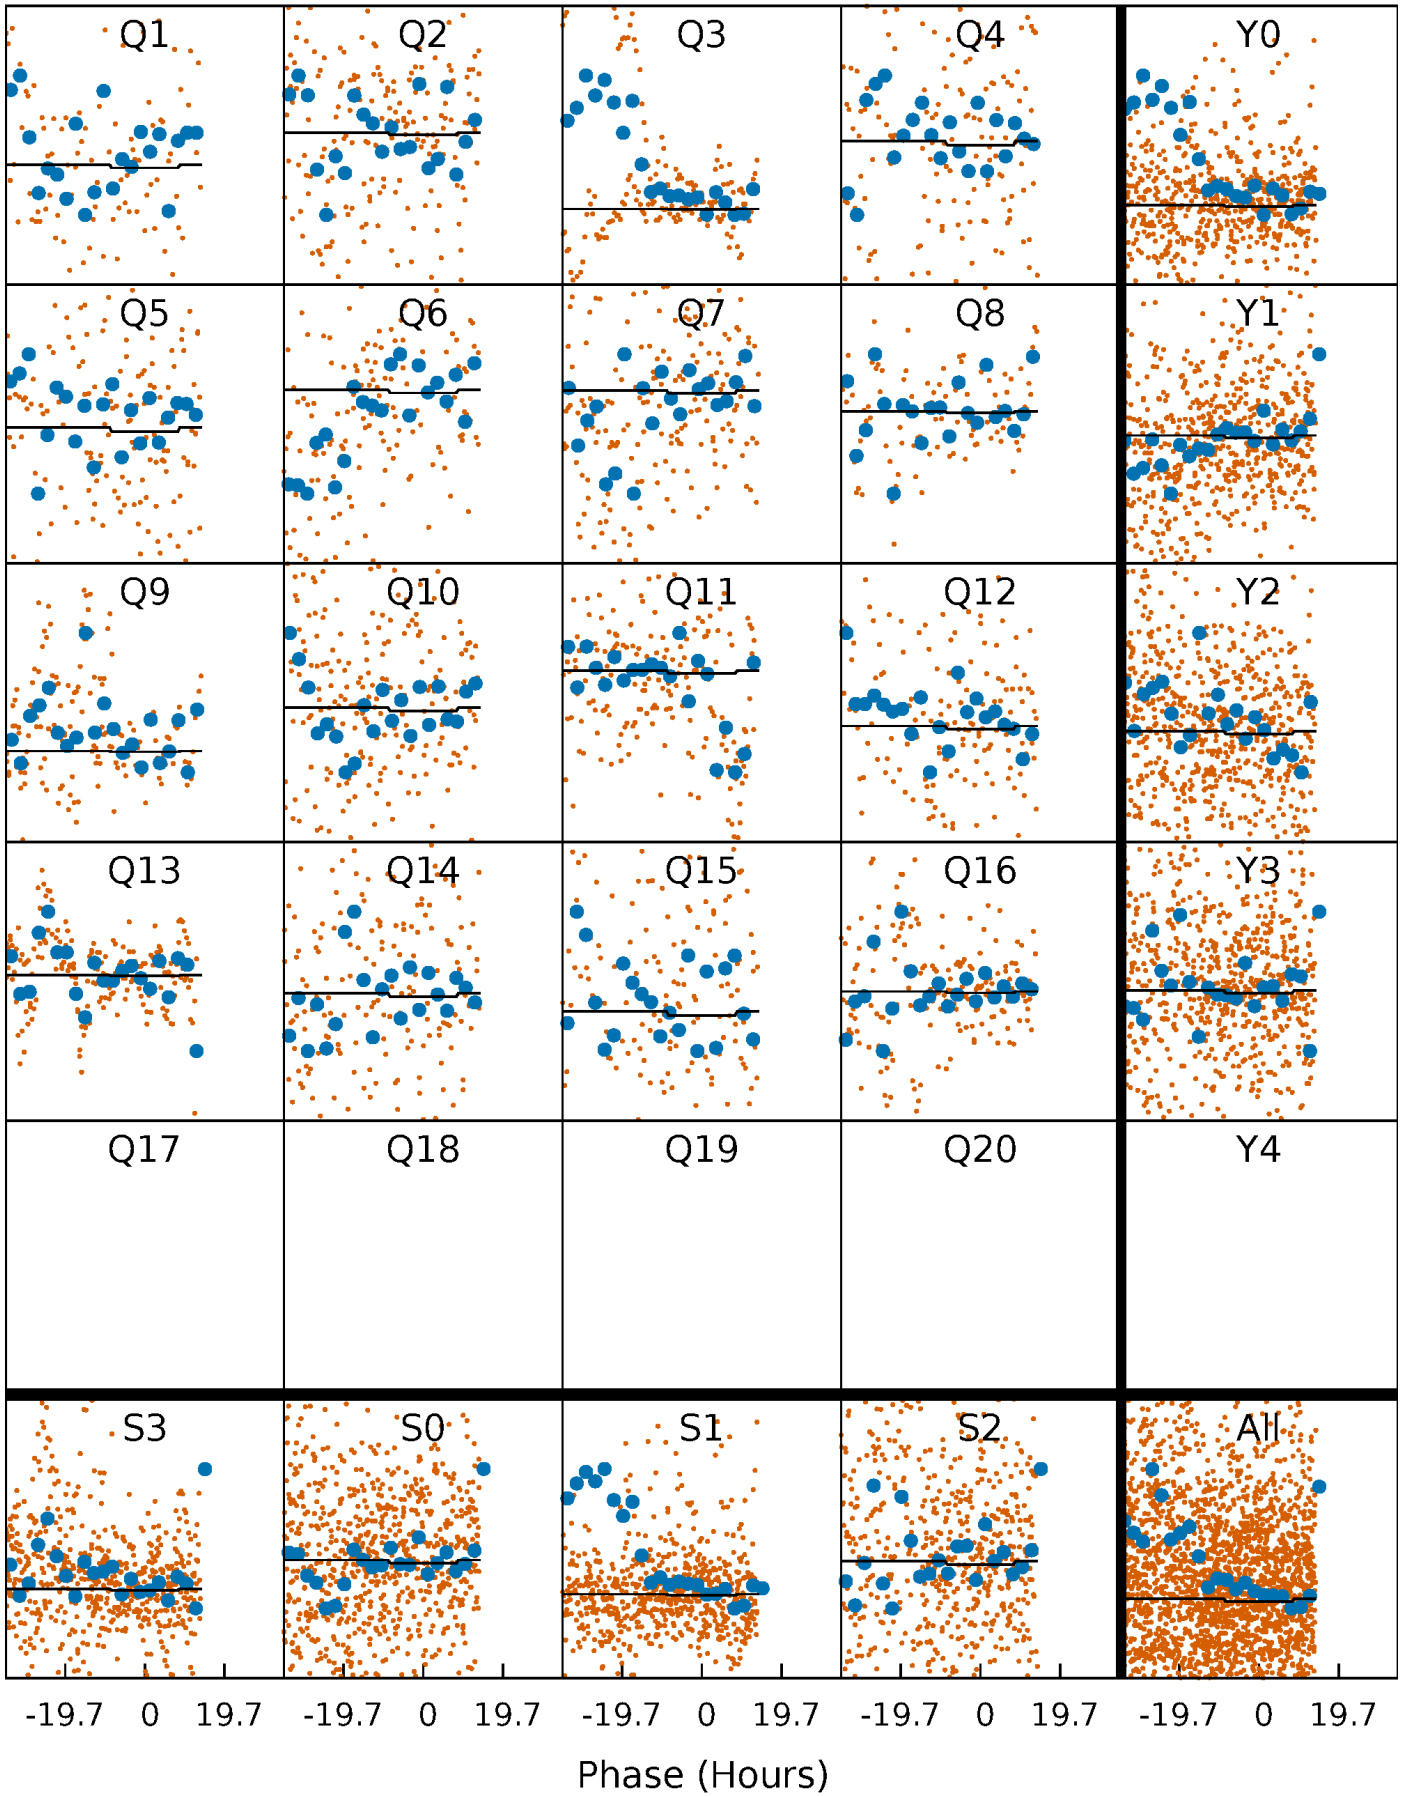 Q1 Q2 Q3 Q4 Y0
Q5 Q6 Q7 Q8 Y1
Q9 Q10 Q11 Q12 Y2
Q13 Q14 Q15 Q16 Y3
Q17 Q18 Q19 Q20 Y4
S3 S0 S1 S2 All
-19.7 0 19.7 -19.7 0 19.7 -19.7 0 19.7 -19.7 0 19.7 -19.7 0 19.7
Phase (Hours)